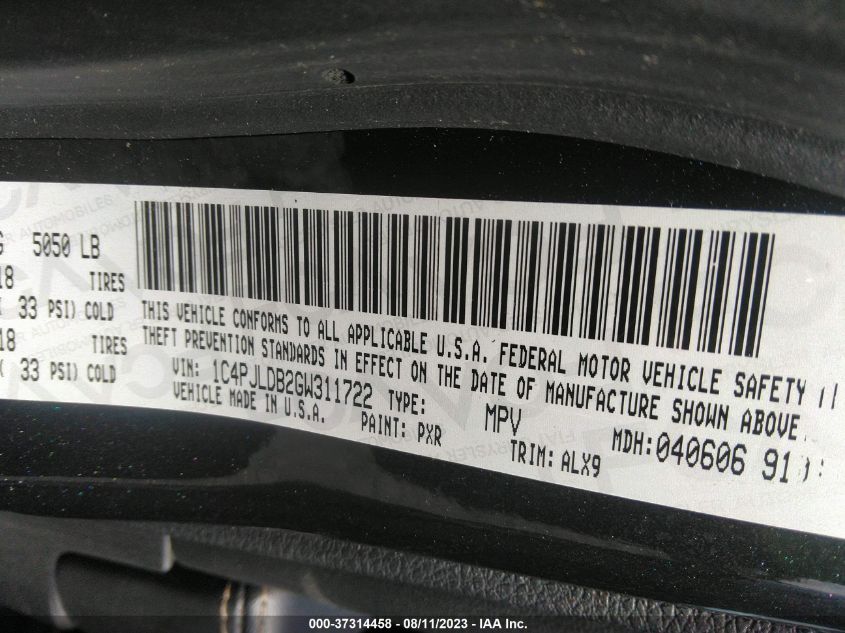 G 5050 LB
18 TIRES
33 PSI) COLD
18 TIRES
33 PSI) COLD
THIS VEHICLE CONFORMS TO ALL APPLICABLE U.S.A. FEDERAL MOTOR VEHICLE SAFETY
THEFT PREVENTION STANDARDS IN EFFECT ON THE DATE OF MANUFACTURE SHOWN ABOVE.
VIN: 1C4PJLDB2GW311722 TYPE: MPV MDH:040606 91
VEHICLE MADE IN U.S.A. PAINT: PXR TRIM: ALX9
000-37314458 - 08/11/2023 - © IAA Inc.